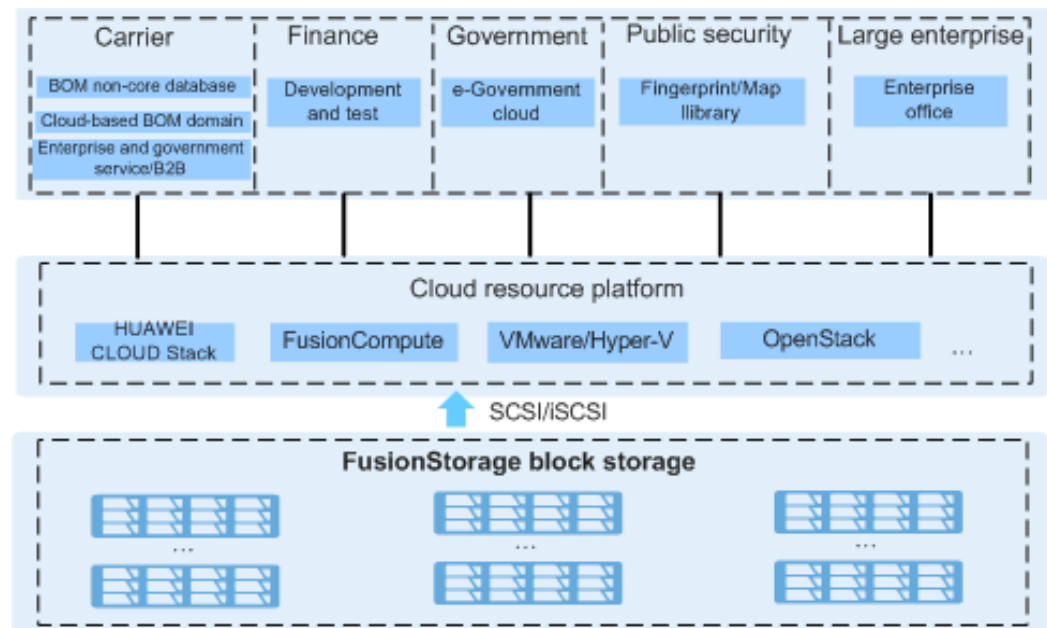 Carrier
Finance
Government
Public security
Large enterprise
BOM non-core database
Cloud-based BOM domain
Enterprise and government
service/B2B
Development
and test
e-Government
cloud
Fingerprint/Map
Llibrary
Enterprise
office
Cloud resource platform
HUAWEI
CLOUD Stack
FusionCompute
VMware/Hyper-V
OpenStack
...
SCSI/iSCSI
FusionStorage block storage
...
...
...